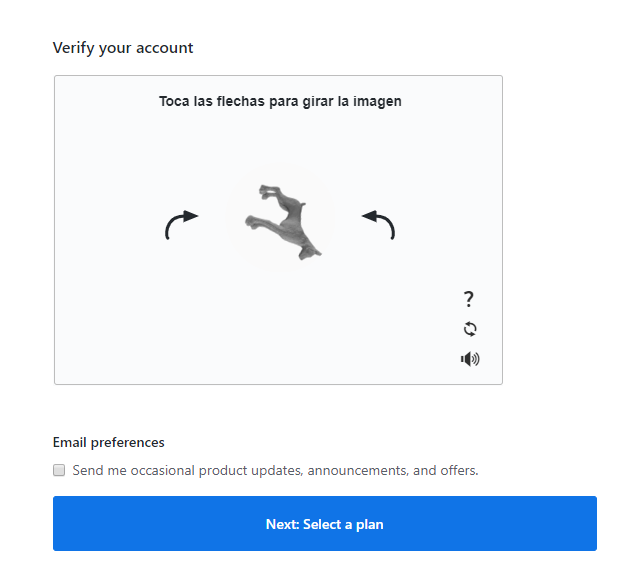 Verify your account
Toca las flechas para girar la imagen
?
Email preferences
Send me occasional product updates, announcements, and offers.
Next: Select a plan